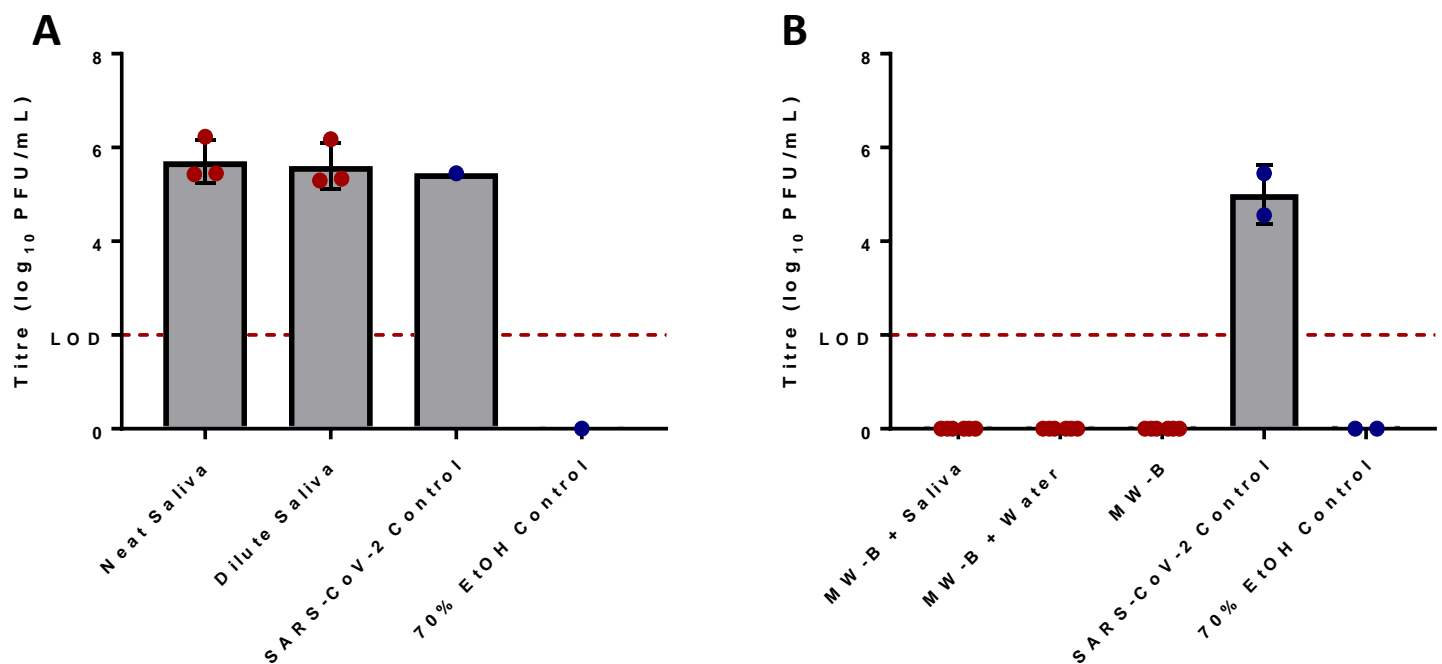 A
Titre (log10 PFU/mL)
8
6
4
LOD
0
Neat Saliva
Dilute Saliva
SARS-CoV-2 Control
70% EtOH Control
B
Titre (log10 PFU/mL)
8
6
4
LOD
0
MW-B + Saliva
MW-B + Water
MW-B
SARS-CoV-2 Control
70% EtOH Control